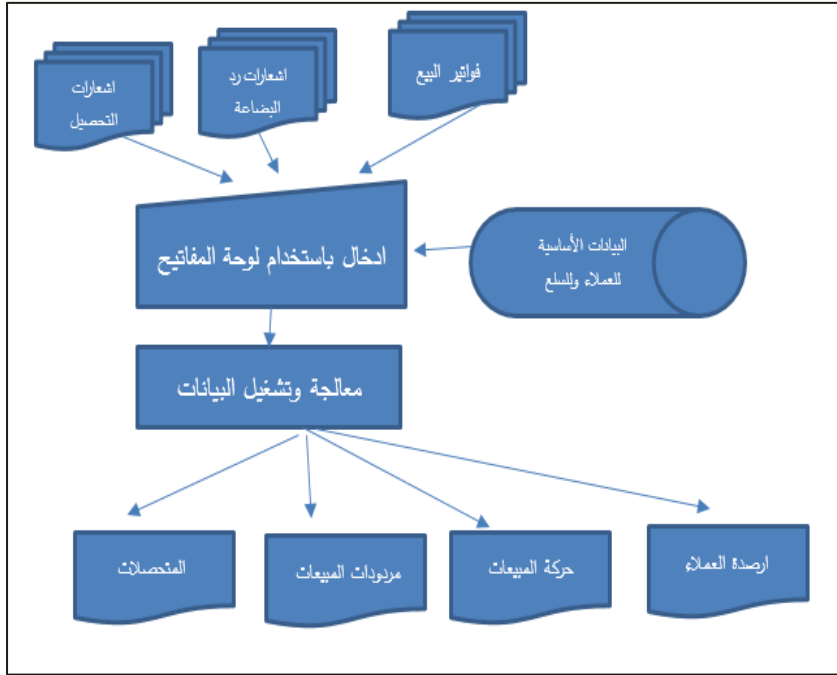 فواتير البيع
اشعارات رد
البضاعة
اشعارات
التحصيل
ادخال باستخدام لوحة المفاتيح
البيانات الأساسية
للعملاء وللسلع
معالجة وتشغيل البيانات
ارصدة العملاء
حركة المبيعات
مردودات المبيعات
المتحصلات